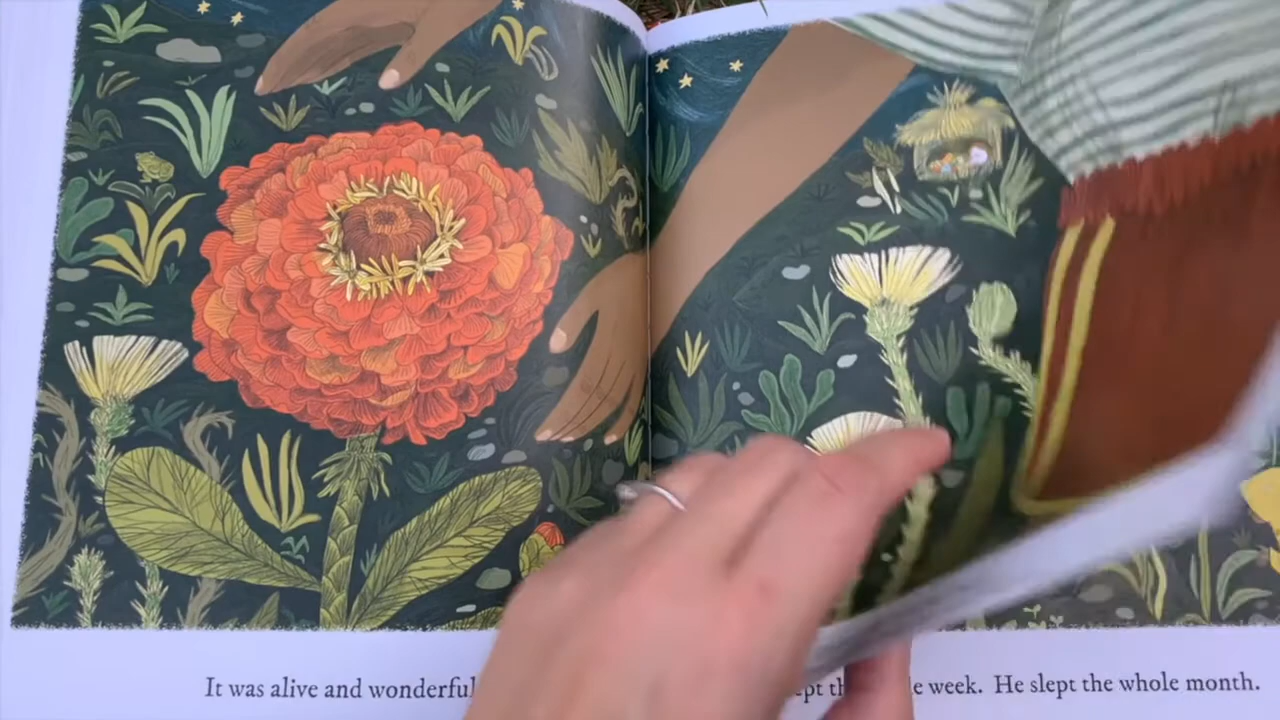 It was alive and wonderful
week. He slept the whole month.